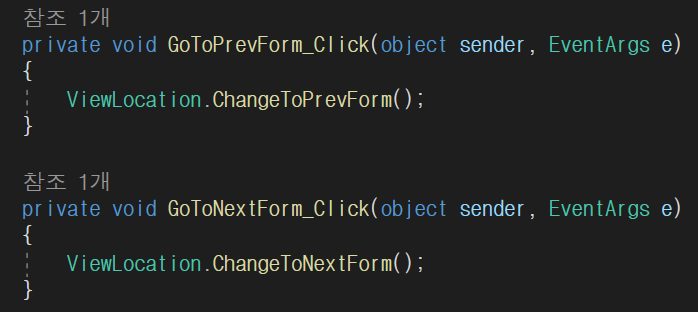 참조 1개
private void GoToPrevForm_Click(object sender, EventArgs e)
{
    ViewLocation.ChangeToPrevForm();
}
참조 1개
private void GoToNextForm_Click(object sender, EventArgs e)
{
    ViewLocation.ChangeToNextForm();
}